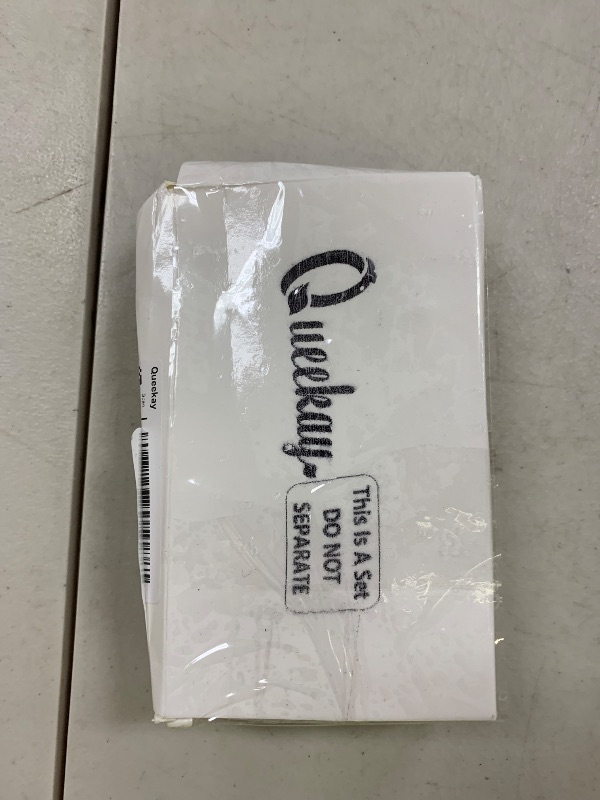 Queekay
This Is A Set
DO NOT
SEPARATE
Queekay